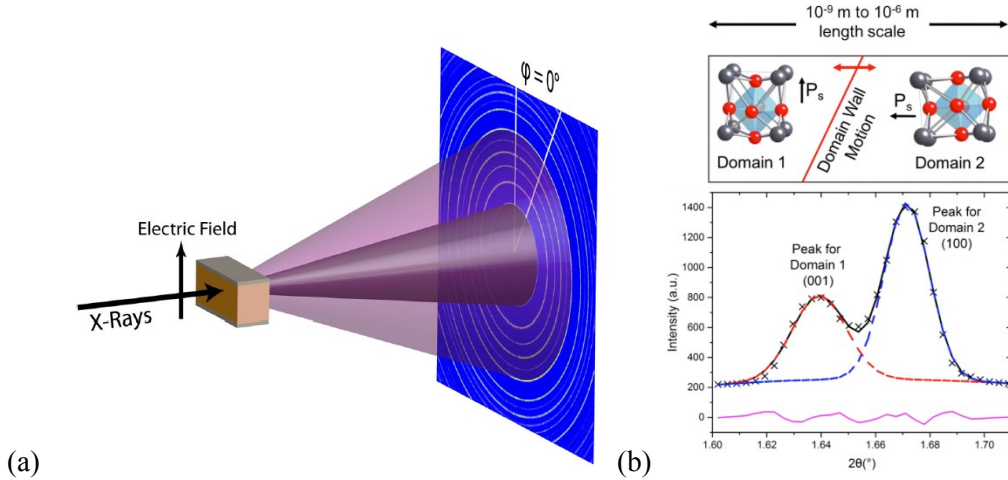 φ = 0°
Electric Field
X-Rays
(a)
10⁻⁹ m to 10⁻⁶ m
length scale
Pₛ
Domain 1
Domain Wall
Motion
Pₛ
Domain 2
Intensity (a.u.)
1400
1200
1000
800
600
400
200
0
Peak for
Domain 1
(001)
Peak for
Domain 2
(100)
1.60
1.62
1.64
1.66
1.68
1.70
2θ(°)
(b)